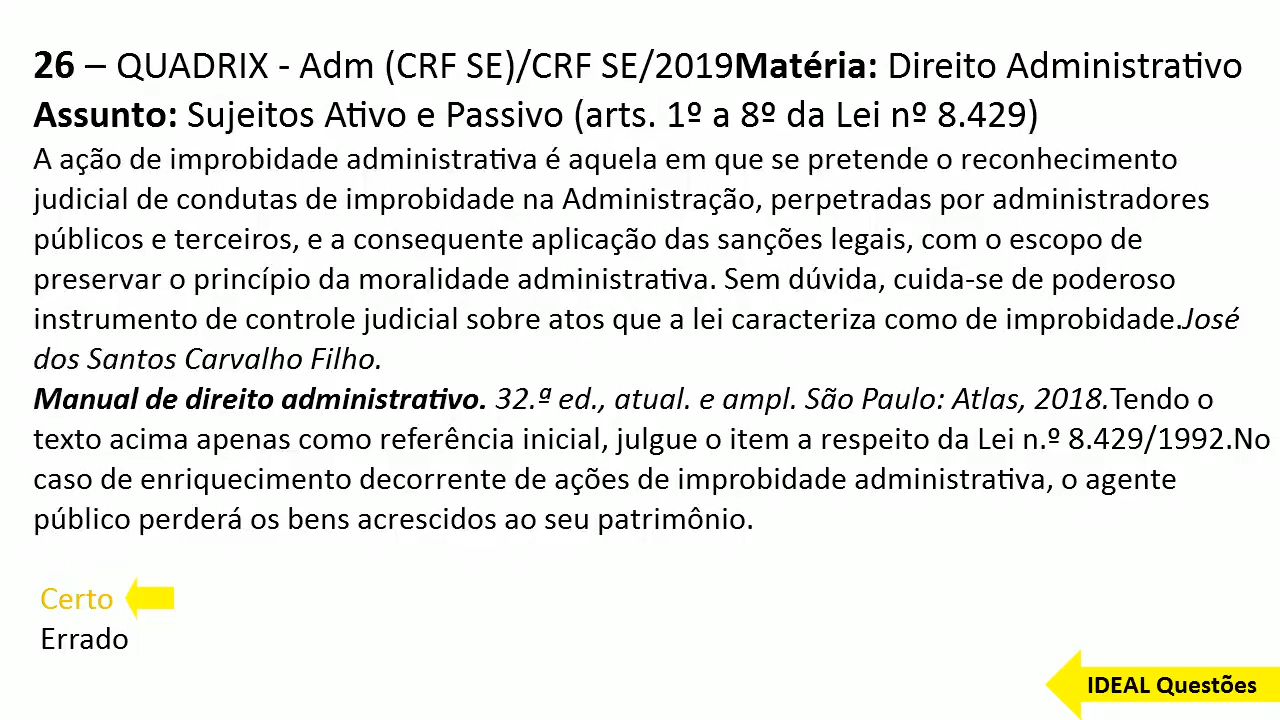 26 – QUADRIX - Adm (CRF SE)/CRF SE/2019Matéria: Direito Administrativo
Assunto: Sujeitos Ativo e Passivo (arts. 1º a 8º da Lei nº 8.429)
A ação de improbidade administrativa é aquela em que se pretende o reconhecimento
judicial de condutas de improbidade na Administração, perpetradas por administradores
públicos e terceiros, e a consequente aplicação das sanções legais, com o escopo de
preservar o princípio da moralidade administrativa. Sem dúvida, cuida-se de poderoso
instrumento de controle judicial sobre atos que a lei caracteriza como de improbidade.José
dos Santos Carvalho Filho.
Manual de direito administrativo. 32.ª ed., atual. e ampl. São Paulo: Atlas, 2018.Tendo o
texto acima apenas como referência inicial, julgue o item a respeito da Lei n.º 8.429/1992.No
caso de enriquecimento decorrente de ações de improbidade administrativa, o agente
público perderá os bens acrescidos ao seu patrimônio.
Certo
Errado
IDEAL Questões